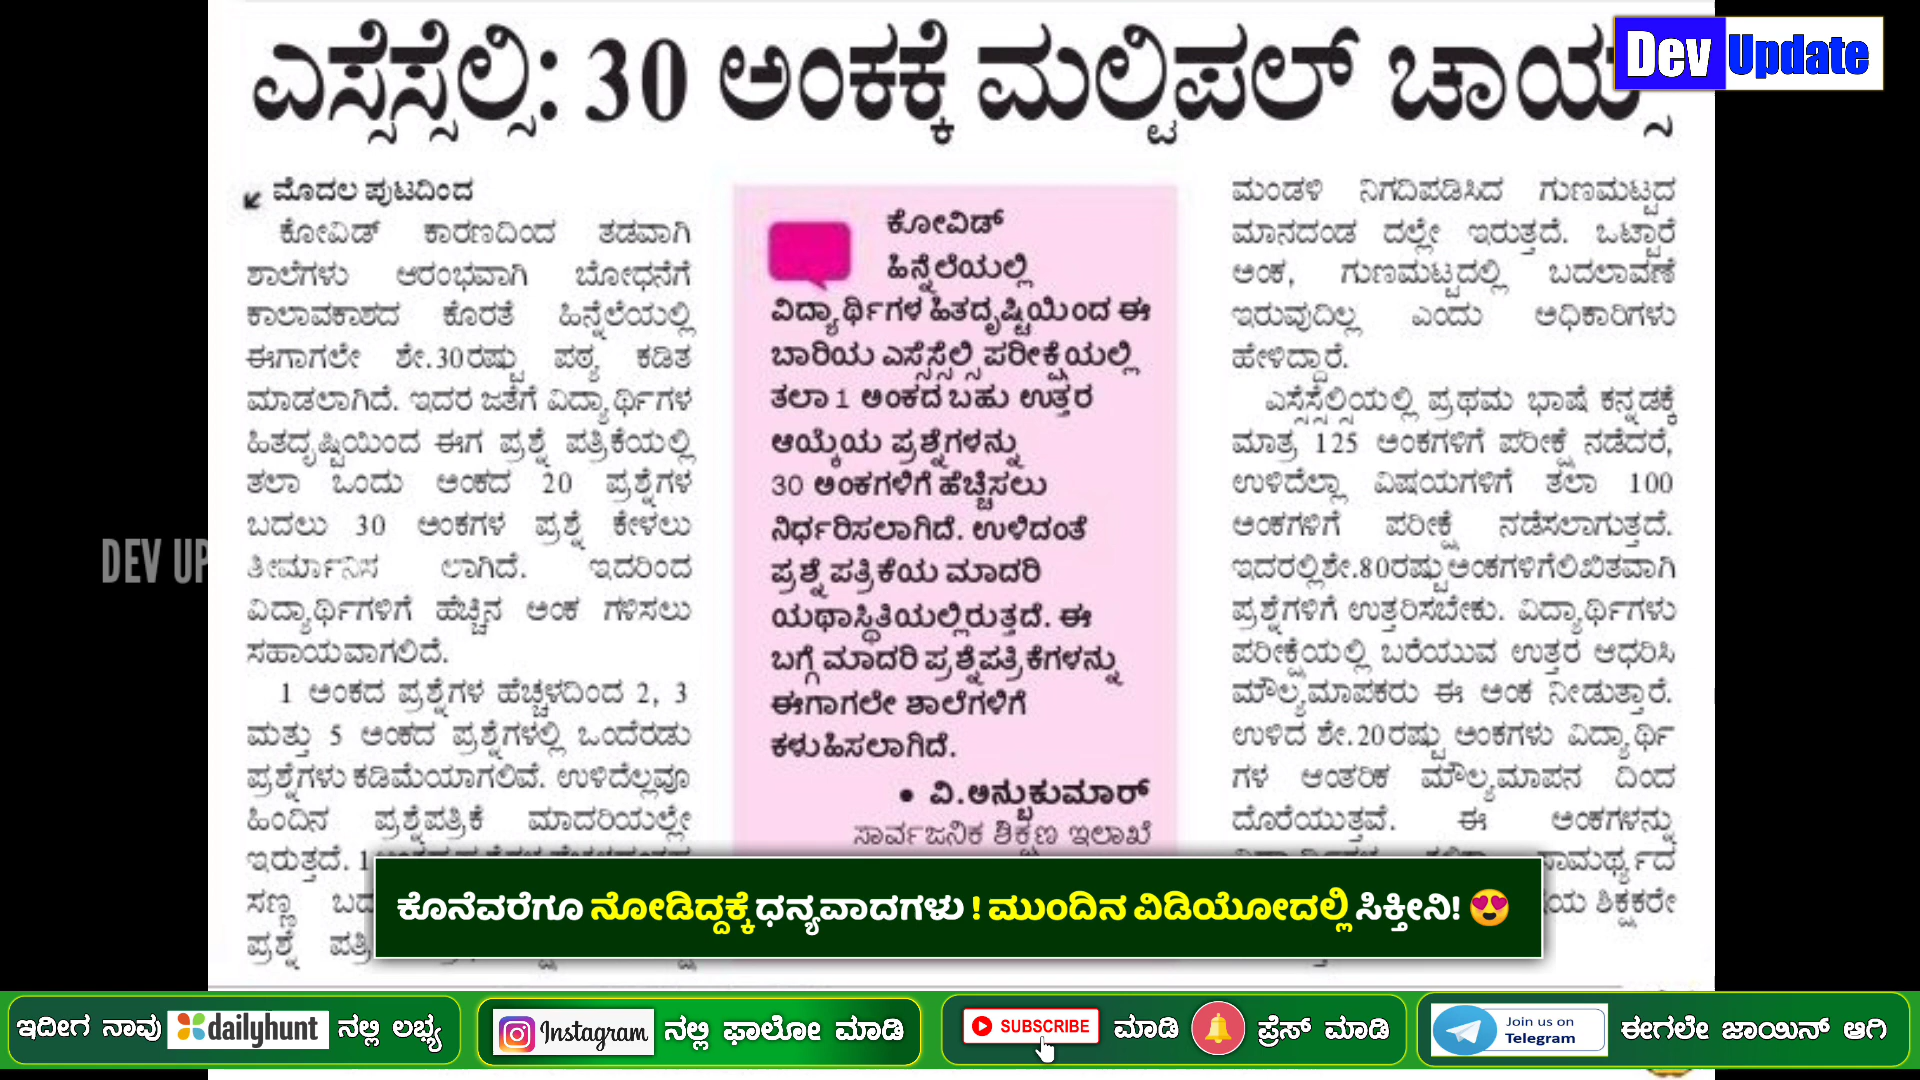 ಎಸ್ಸೆಸ್ಸೆಲ್ಸಿ: 30 ಅಂಕಕ್ಕೆ ಮಲ್ಟಿಪಲ್ ಚಾಯ್ಸ್
Dev Update
ಮೊದಲ ಪುಟದಿಂದ
ಕೋವಿಡ್ ಕಾರಣದಿಂದ ತಡವಾಗಿ
ಶಾಲೆಗಳು ಆರಂಭವಾಗಿ ಬೋಧನೆಗೆ
ಕಾಲಾವಕಾಶದ ಕೊರತೆ ಹಿನ್ನೆಲೆಯಲ್ಲಿ
ಈಗಾಗಲೇ ಶೇ.30ರಷ್ಟು ಪಠ್ಯ ಕಡಿತ
ಮಾಡಲಾಗಿದೆ. ಇದರ ಜತೆಗೆ ವಿದ್ಯಾರ್ಥಿಗಳ
ಹಿತದೃಷ್ಟಿಯಿಂದ ಈಗ ಪ್ರಶ್ನೆ ಪತ್ರಿಕೆಯಲ್ಲಿ
ತಲಾ ಒಂದು ಅಂಕದ 20 ಪ್ರಶ್ನೆಗಳ
ಬದಲು 30 ಅಂಕಗಳ ಪ್ರಶ್ನೆ ಕೇಳಲು
ತೀರ್ಮಾನಿಸ ಲಾಗಿದೆ. ಇದರಿಂದ
ವಿದ್ಯಾರ್ಥಿಗಳಿಗೆ ಹೆಚ್ಚಿನ ಅಂಕ ಗಳಿಸಲು
ಸಹಾಯವಾಗಲಿದೆ.
1 ಅಂಕದ ಪ್ರಶ್ನೆಗಳ ಹೆಚ್ಚಳದಿಂದ 2, 3
ಮತ್ತು 5 ಅಂಕದ ಪ್ರಶ್ನೆಗಳಲ್ಲಿ ಒಂದೆರಡು
ಪ್ರಶ್ನೆಗಳು ಕಡಿಮೆಯಾಗಲಿವೆ. ಉಳಿದೆಲ್ಲವೂ
ಹಿಂದಿನ ಪ್ರಶ್ನೆಪತ್ರಿಕೆ ಮಾದರಿಯಲ್ಲೇ
ಇರುತ್ತದೆ. 1
ಸಣ್ಣ ಬದ
ಪ್ರಶ್ನೆ ಪತ್ರಿ
ಕೋವಿಡ್
ಹಿನ್ನೆಲೆಯಲ್ಲಿ
ವಿದ್ಯಾರ್ಥಿಗಳ ಹಿತದೃಷ್ಟಿಯಿಂದ ಈ
ಬಾರಿಯ ಎಸ್ಸೆಸ್ಸೆಲ್ಸಿ ಪರೀಕ್ಷೆಯಲ್ಲಿ
ತಲಾ 1 ಅಂಕದ ಬಹು ಉತ್ತರ
ಆಯ್ಕೆಯ ಪ್ರಶ್ನೆಗಳನ್ನು
30 ಅಂಕಗಳಿಗೆ ಹೆಚ್ಚಿಸಲು
ನಿರ್ಧರಿಸಲಾಗಿದೆ. ಉಳಿದಂತೆ
ಪ್ರಶ್ನೆ ಪತ್ರಿಕೆಯ ಮಾದರಿ
ಯಥಾಸ್ಥಿತಿಯಲ್ಲಿರುತ್ತದೆ. ಈ
ಬಗ್ಗೆ ಮಾದರಿ ಪ್ರಶ್ನೆಪತ್ರಿಕೆಗಳನ್ನು
ಈಗಾಗಲೇ ಶಾಲೆಗಳಿಗೆ
ಕಳುಹಿಸಲಾಗಿದೆ.
• ವಿ.ಅನ್ಬುಕುಮಾರ್
ಸಾರ್ವಜನಿಕ ಶಿಕ್ಷಣ ಇಲಾಖೆ
ಮಂಡಳಿ ನಿಗದಿಪಡಿಸಿದ ಗುಣಮಟ್ಟದ
ಮಾನದಂಡ ದಲ್ಲೇ ಇರುತ್ತದೆ. ಒಟ್ಟಾರೆ
ಅಂಕ, ಗುಣಮಟ್ಟದಲ್ಲಿ ಬದಲಾವಣೆ
ಇರುವುದಿಲ್ಲ ಎಂದು ಅಧಿಕಾರಿಗಳು
ಹೇಳಿದ್ದಾರೆ.
ಎಸ್ಸೆಸ್ಸೆಲ್ಸಿಯಲ್ಲಿ ಪ್ರಥಮ ಭಾಷೆ ಕನ್ನಡಕ್ಕೆ
ಮಾತ್ರ 125 ಅಂಕಗಳಿಗೆ ಪರೀಕ್ಷೆ ನಡೆದರೆ,
ಉಳಿದೆಲ್ಲಾ ವಿಷಯಗಳಿಗೆ ತಲಾ 100
ಅಂಕಗಳಿಗೆ ಪರೀಕ್ಷೆ ನಡೆಸಲಾಗುತ್ತದೆ.
ಇದರಲ್ಲಿಶೇ.80ರಷ್ಟುಅಂಕಗಳಿಗೆಲಿಖಿತವಾಗಿ
ಪ್ರಶ್ನೆಗಳಿಗೆ ಉತ್ತರಿಸಬೇಕು. ವಿದ್ಯಾರ್ಥಿಗಳು
ಪರೀಕ್ಷೆಯಲ್ಲಿ ಬರೆಯುವ ಉತ್ತರ ಆಧರಿಸಿ
ಮೌಲ್ಯಮಾಪಕರು ಈ ಅಂಕ ನೀಡುತ್ತಾರೆ.
ಉಳಿದ ಶೇ.20ರಷ್ಟು ಅಂಕಗಳು ವಿದ್ಯಾರ್ಥಿ
ಗಳ ಆಂತರಿಕ ಮೌಲ್ಯಮಾಪನ ದಿಂದ
ದೊರೆಯುತ್ತವೆ. ಈ ಅಂಕಗಳನ್ನು
ಸಾಮರ್ಥ್ಯದ
ಶಿಕ್ಷಕರೇ
DEV UP
ಕೊನೆವರೆಗೂ ನೋಡಿದ್ದಕ್ಕೆ ಧನ್ಯವಾದಗಳು ! ಮುಂದಿನ ವಿಡಿಯೋದಲ್ಲಿ ಸಿಕ್ತೀನಿ! 😍
ಇದೀಗ ನಾವು dailyhunt ನಲ್ಲಿ ಲಭ್ಯ
Instagram ನಲ್ಲಿ ಫಾಲೋ ಮಾಡಿ
SUBSCRIBE ಮಾಡಿ ಪ್ರೆಸ್ ಮಾಡಿ
Join us on
Telegram
ಈಗಲೇ ಜಾಯಿನ್ ಆಗಿ